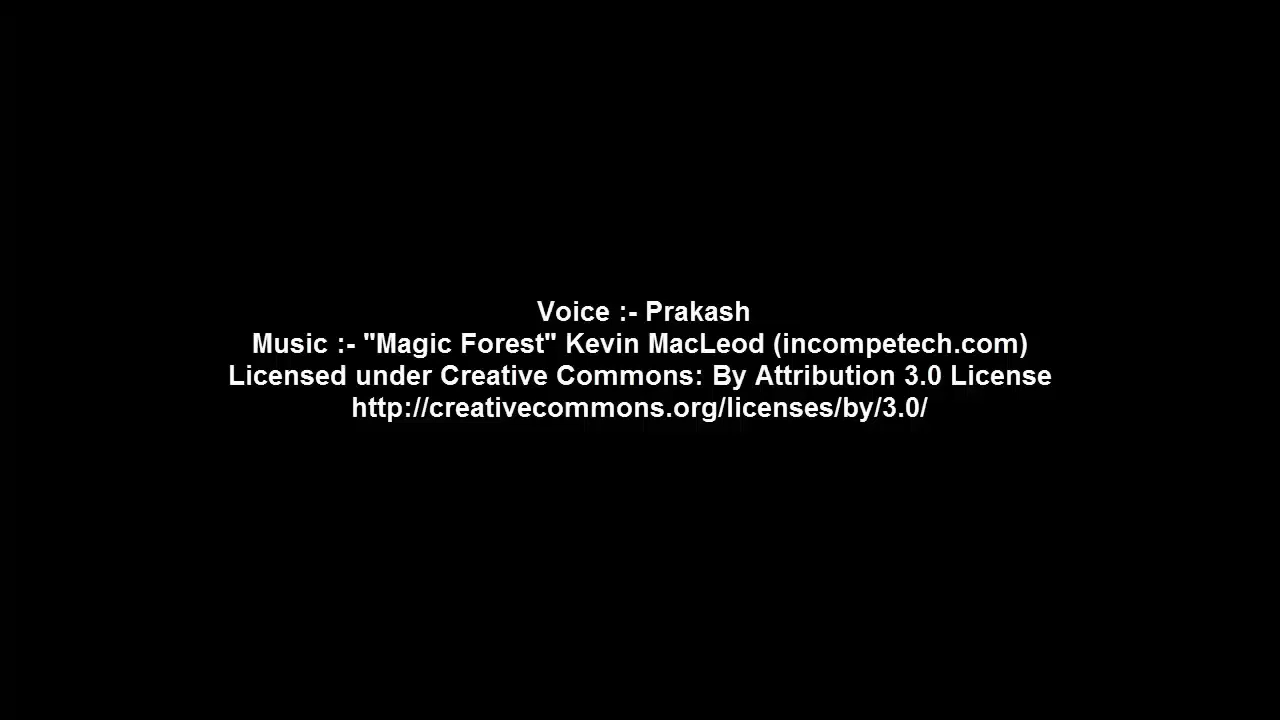 Voice :- Prakash
Music :- "Magic Forest" Kevin MacLeod (incompetech.com)
Licensed under Creative Commons: By Attribution 3.0 License
http://creativecommons.org/licenses/by/3.0/